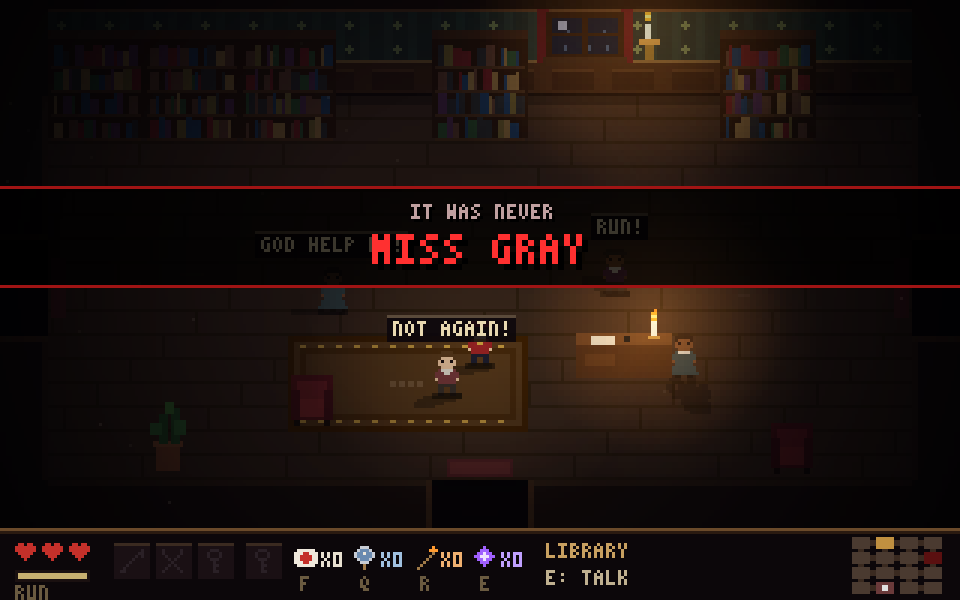 IT WAS NEVER
MISS GRAY
GOD HELP
RUN!
NOT AGAIN!
X0 X0 X0 X0
F Q R E
RUN
LIBRARY
E: TALK